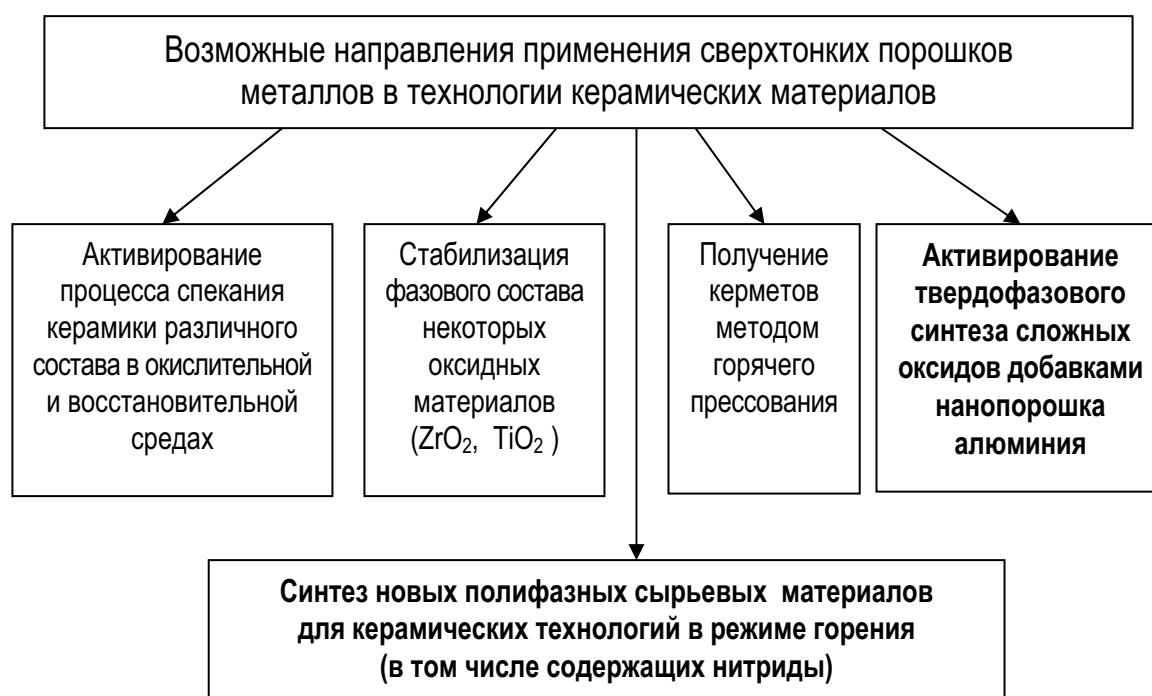 Возможные направления применения сверхтонких порошков
металлов в технологии керамических материалов
Активирование
процесса спекания
керамики различного
состава в окислительной
и восстановительной
средах
Стабилизация
фазового состава
некоторых
оксидных
материалов
(ZrO₂, TiO₂ )
Получение
керметов
методом
горячего
прессования
Активирование
твердофазового
синтеза сложных
оксидов добавками
нанопорошка
алюминия
Синтез новых полифазных сырьевых материалов
для керамических технологий в режиме горения
(в том числе содержащих нитриды)